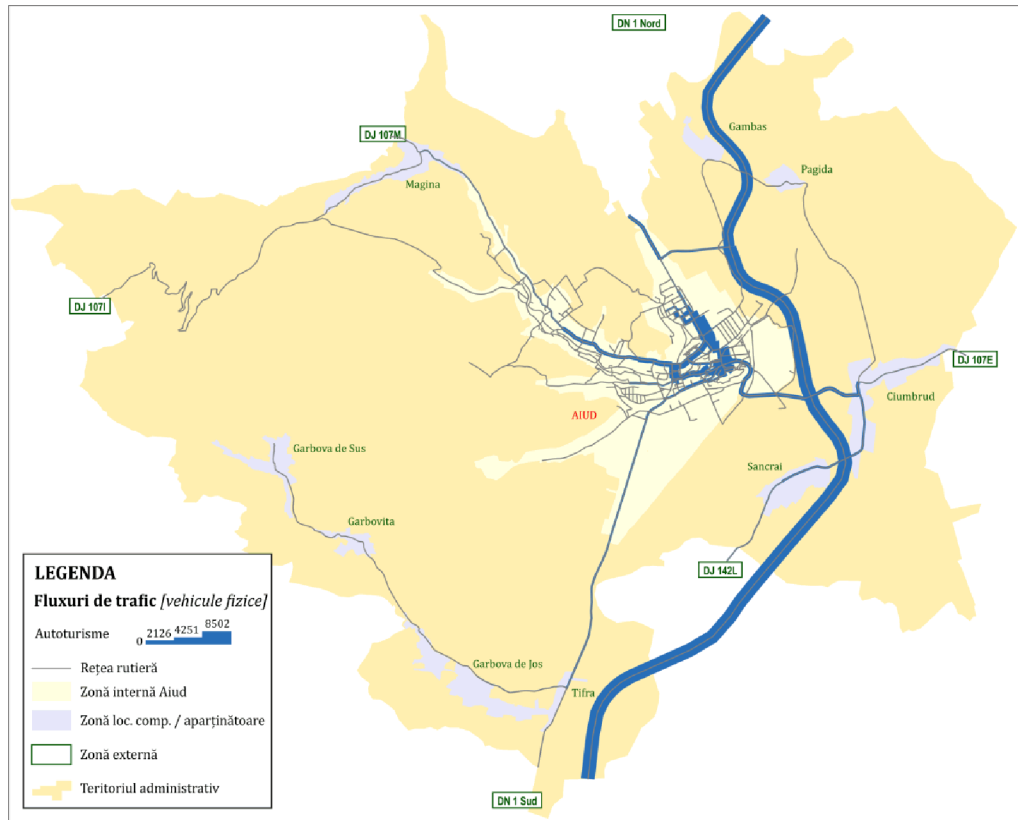 DN 1 Nord
Gambas
DJ 107M
Pagida
Magina
DJ 107I
DJ 107E
Ciumbrud
AIUD
Garbova de Sus
Sancrai
Garbovita
DJ 142L
LEGENDA
Fluxuri de trafic [vehicule fizice]
Autoturisme 0 2126 4251 8502
Rețea rutieră
Zonă internă Aiud
Zonă loc. comp. / aparținătoare
Zonă externă
Teritoriul administrativ
Garbova de Jos
Tifra
DN 1 Sud